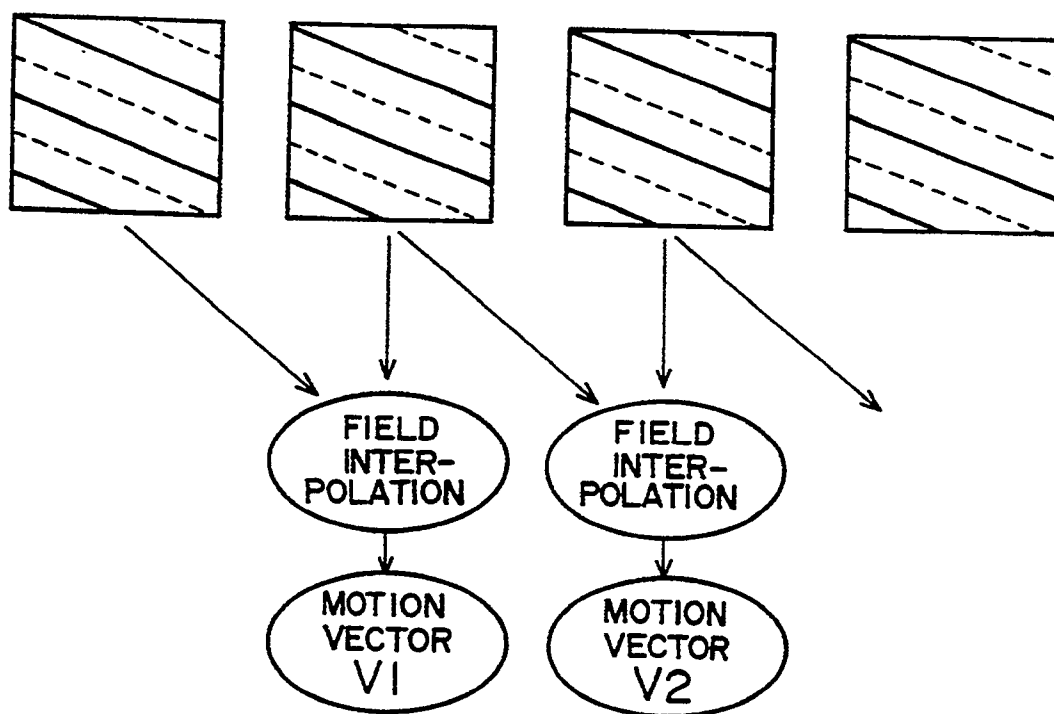 FIELD
INTER-
POLATION
FIELD
INTER-
POLATION
MOTION
VECTOR
V1
MOTION
VECTOR
V2